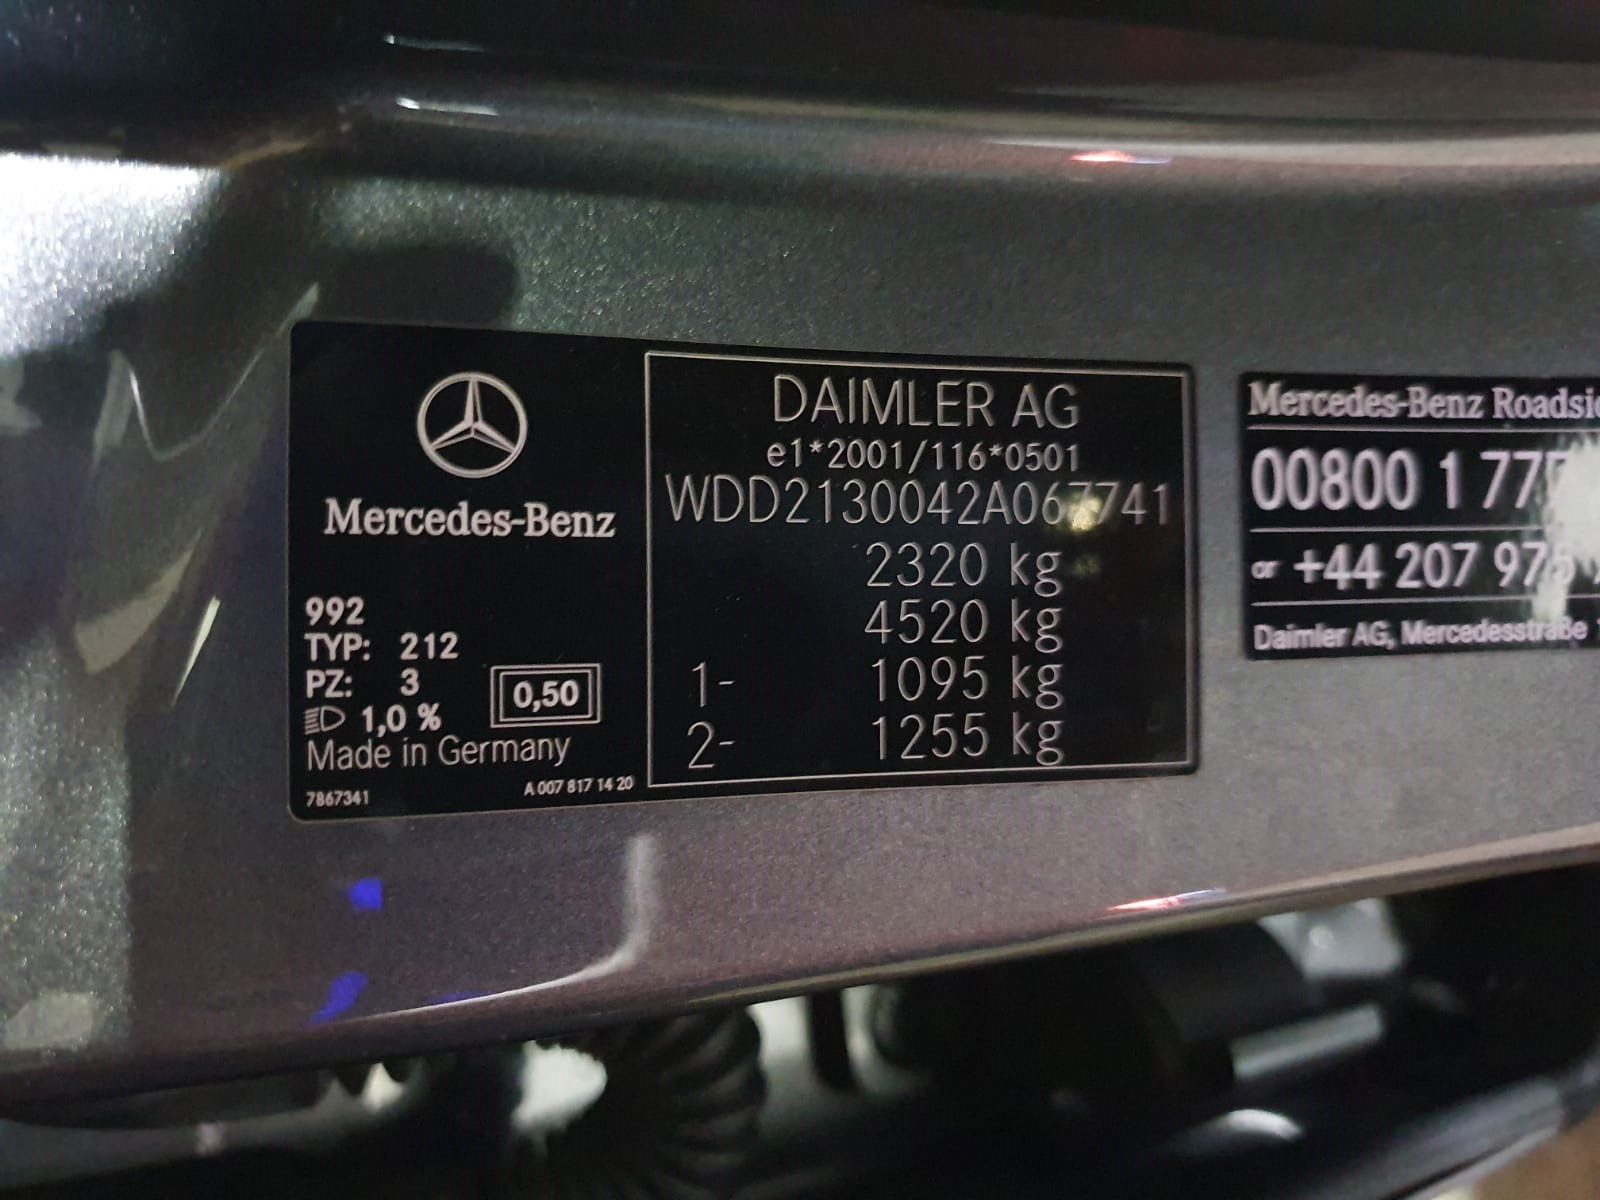 Mercedes-Benz
992
TYP: 212
PZ: 3
1,0 %
0,50
Made in Germany
7867341
A 007 817 14 20
DAIMLER AG
e1*2001/116*0501
WDD2130042A067741
2320 kg
4520 kg
1- 1095 kg
2- 1255 kg
Mercedes-Benz
00800 1 77
or +44 207 97
Daimler AG, Mercedesstraße